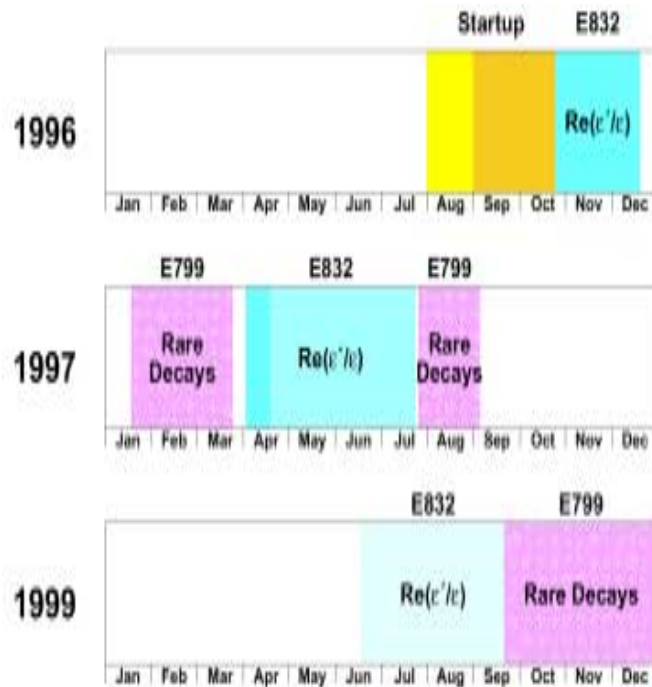 Startup E832
1996
Re(ε'/ε)
Jan Feb Mar Apr May Jun Jul Aug Sep Oct Nov Dec
E799 E832 E799
1997
Rare Decays
Re(ε'/ε)
Rare Decays
Jan Feb Mar Apr May Jun Jul Aug Sep Oct Nov Dec
E832 E799
1999
Re(ε'/ε) Rare Decays
Jan Feb Mar Apr May Jun Jul Aug Sep Oct Nov Dec